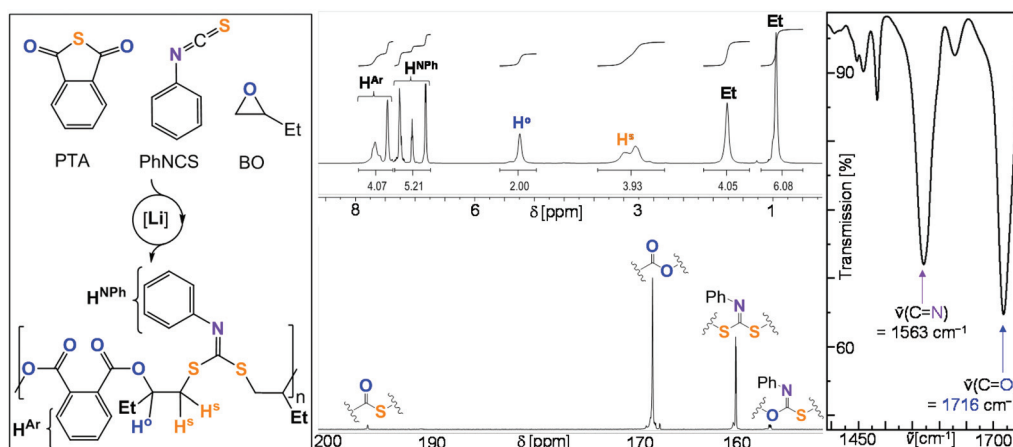 O S O
N C S
O
Et
PTA PhNCS BO
[Li]
H^NPh
N
O O O O S S
n
Et H^S H^S
H^Ar H^o
Et
H^Ar
H^NPh
H^o
H^S
Et
Et
4.07 5.21 2.00 3.93 4.05 6.08
8 6 δ [ppm] 3 1
O
O
Ph N
S S
O
S
Ph N
O S
200 190 δ [ppm] 170 160
90
Transmission [%]
60
ṽ(C=N)
= 1563 cm⁻¹
ṽ(C=O
= 1716 cm⁻
1450 ṽ[cm⁻¹] 1700